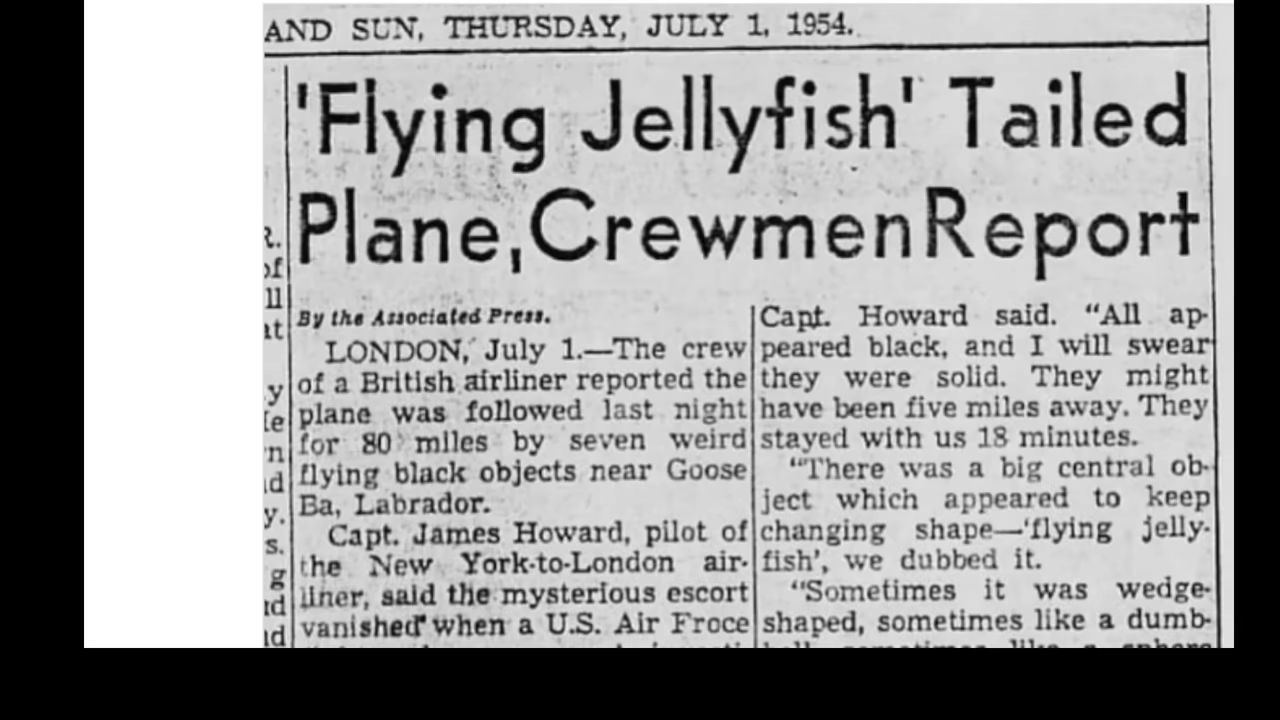 AND SUN, THURSDAY, JULY 1, 1954.
'Flying Jellyfish' Tailed
Plane, Crewmen Report
By the Associated Press.
LONDON, July 1.—The crew
of a British airliner reported the
plane was followed last night
for 80 miles by seven weird
flying black objects near Goose
Ba, Labrador.
Capt. James Howard, pilot of
the New York-to-London air-
liner, said the mysterious escort
vanished when a U.S. Air Froce
Capt. Howard said. “All ap-
peared black, and I will swear
they were solid. They might
have been five miles away. They
stayed with us 18 minutes.
“There was a big central ob-
ject which appeared to keep
changing shape—‘flying jelly-
fish’, we dubbed it.
“Sometimes it was wedge-
shaped, sometimes like a dumb-